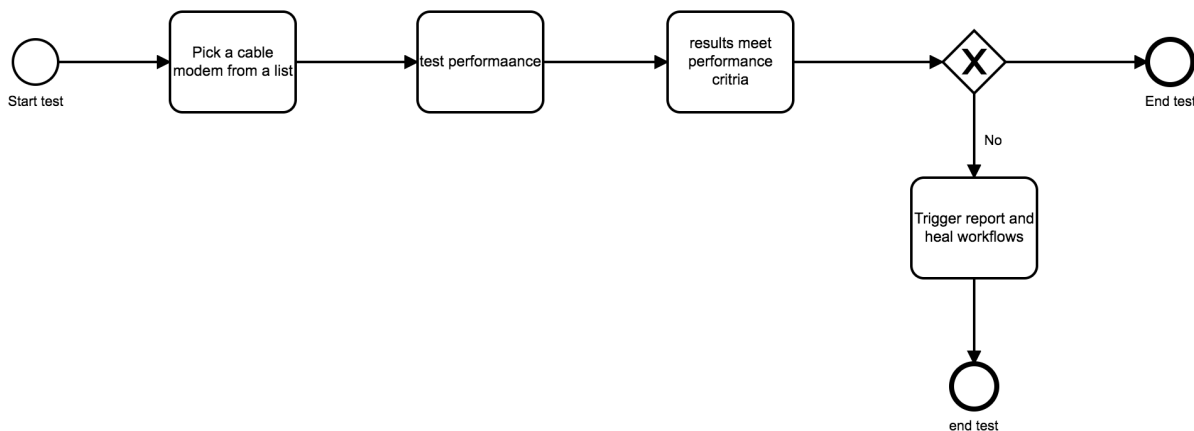 Start test
Pick a cable
modem from a list
test performaance
results meet
performance
critria
X
End test
No
Trigger report and
heal workflows
end test